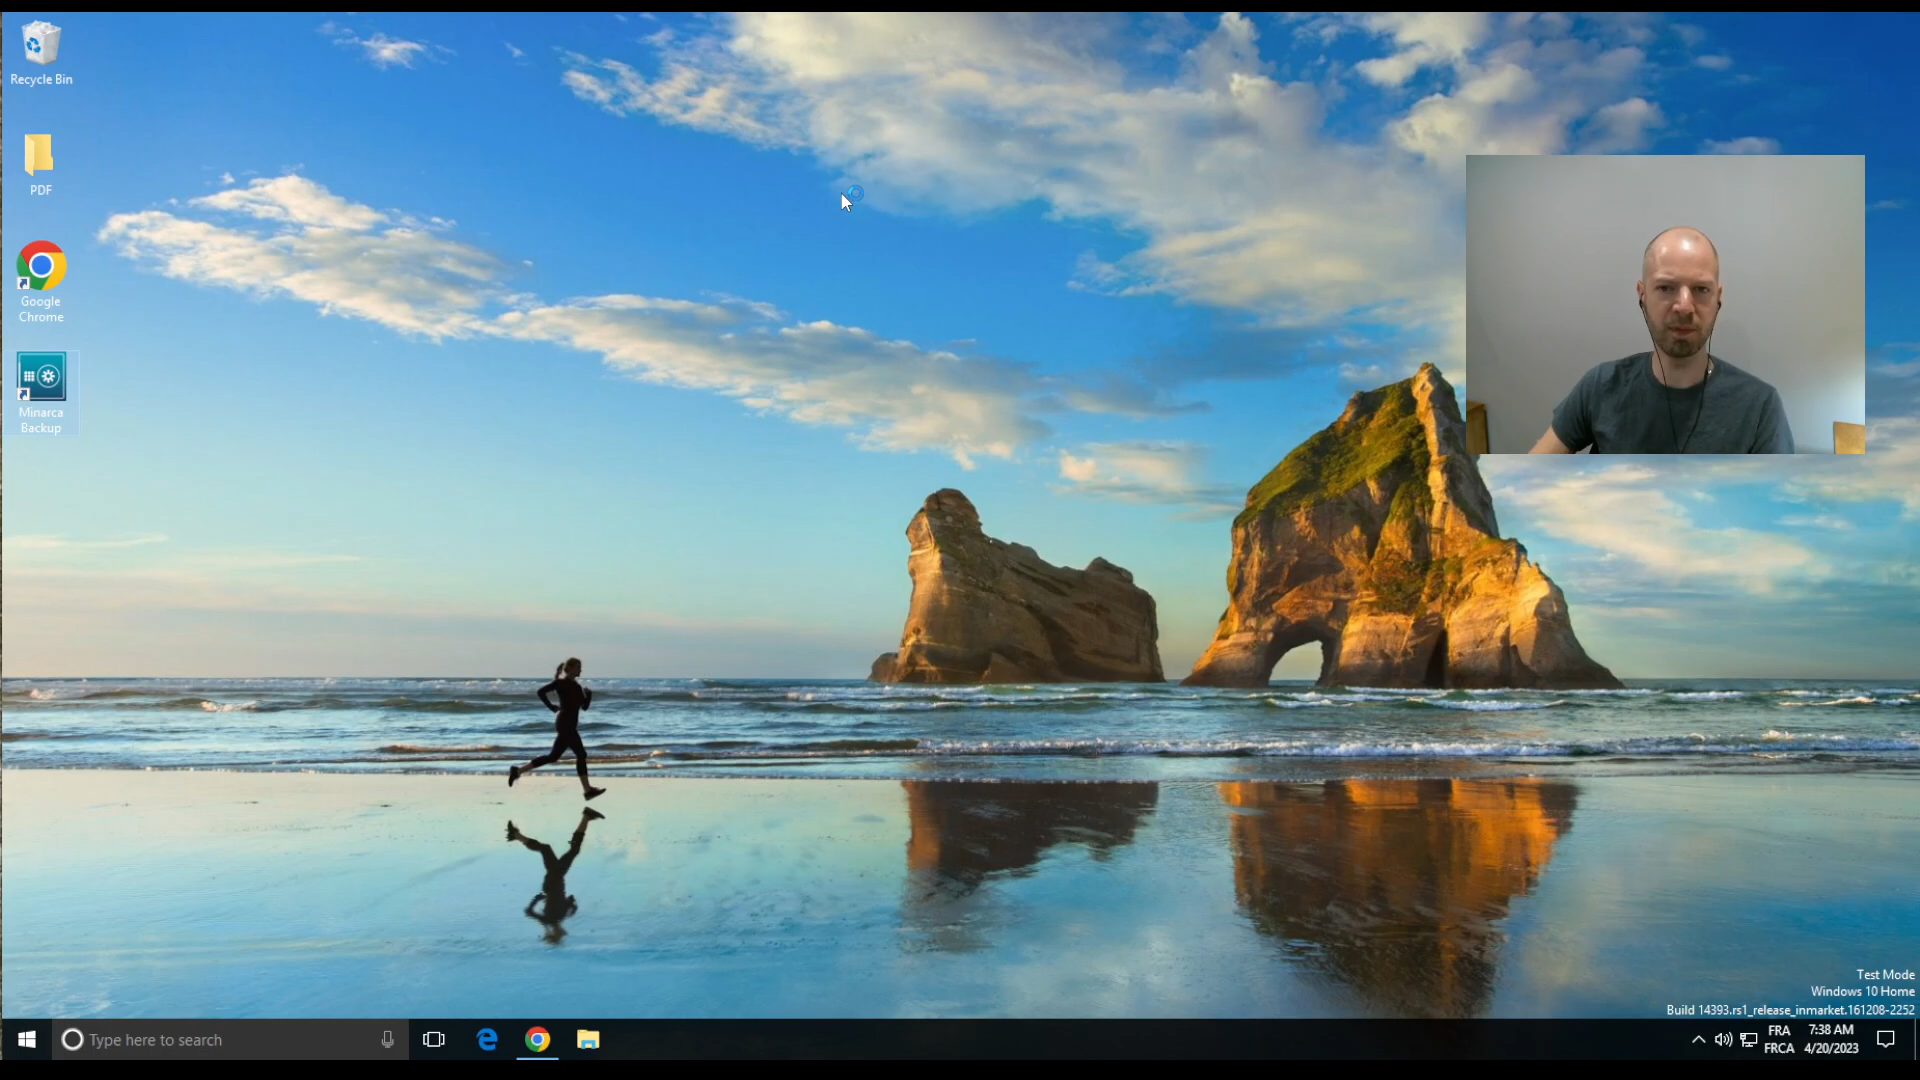 Recycle Bin
PDF
Google
Chrome
Minarca
Backup
Test Mode
Windows 10 Home
Build 14393.rs1_release_inmarket.161208-2252
Type here to search
FRA
FRCA
7:38 AM
4/20/2023